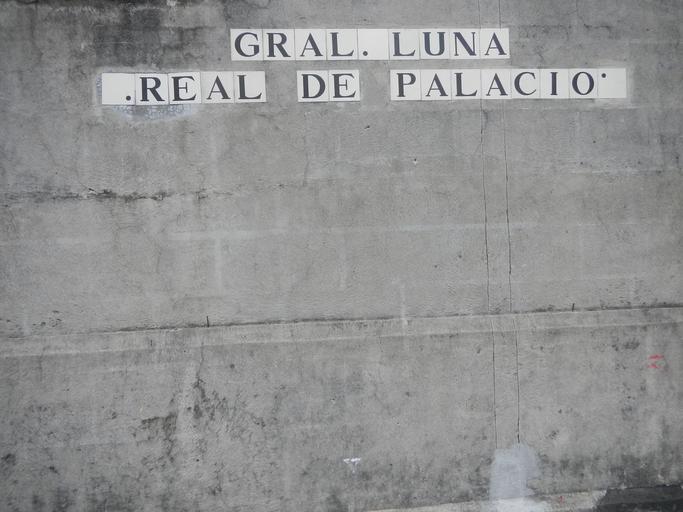 GRAL. LUNA
.REAL DE PALACIO·